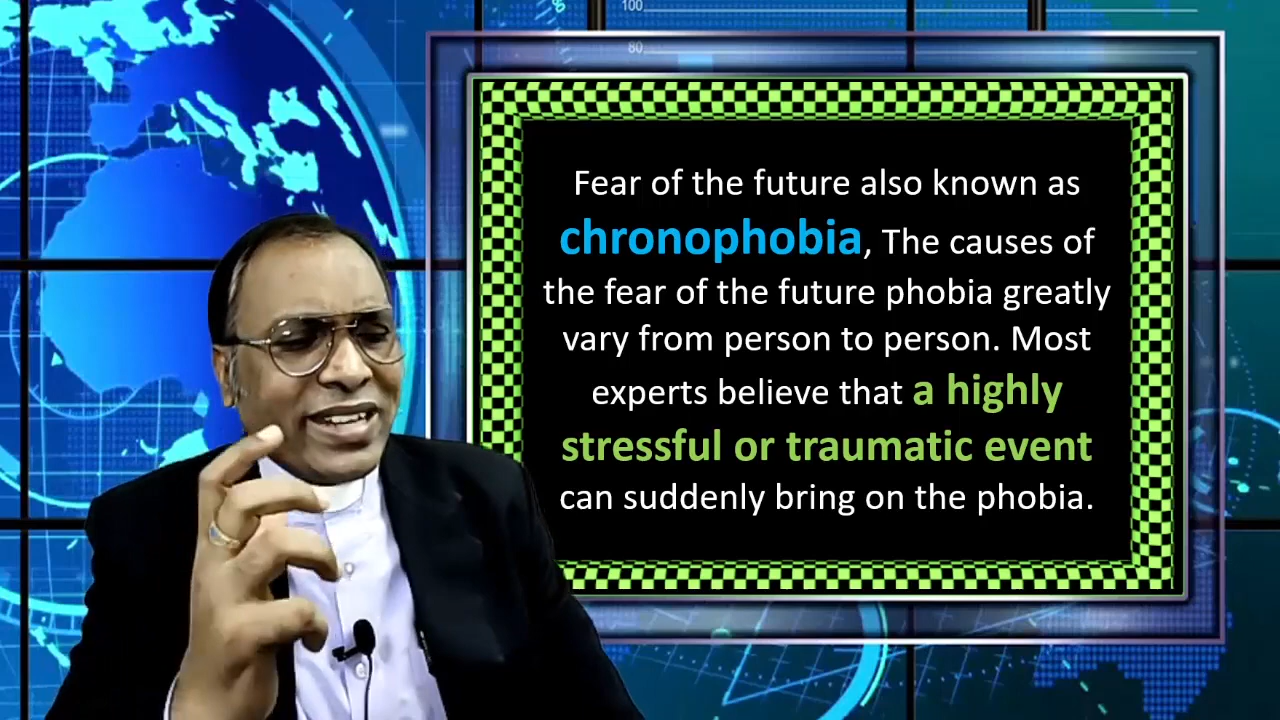 100
80
Fear of the future also known as
chronophobia, The causes of
the fear of the future phobia greatly
vary from person to person. Most
experts believe that a highly
stressful or traumatic event
can suddenly bring on the phobia.